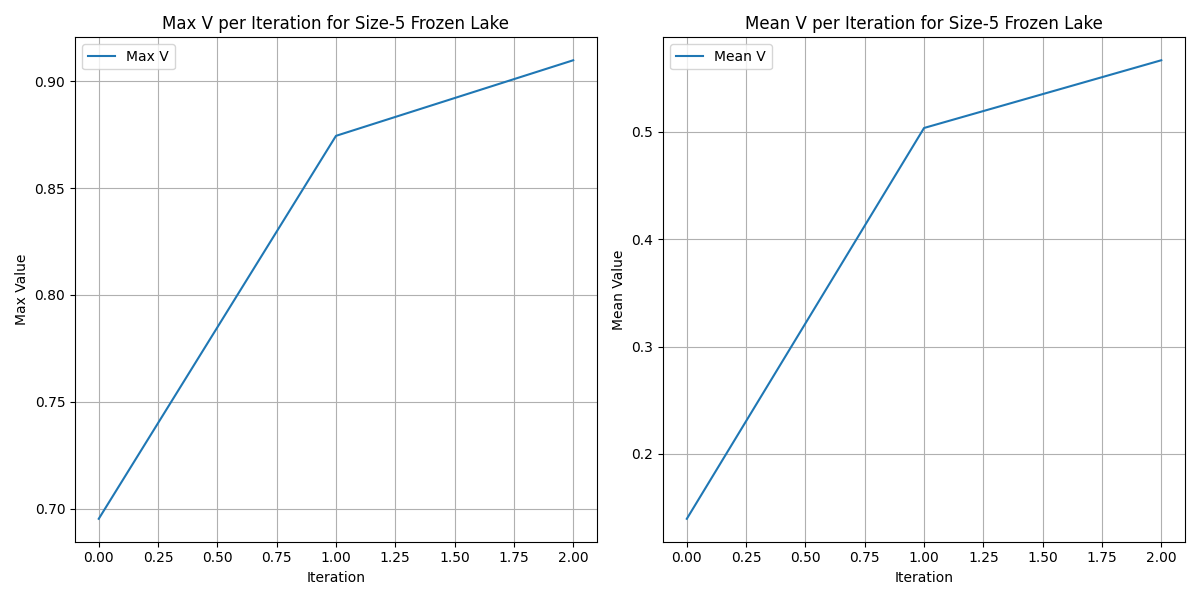 Max V per Iteration for Size-5 Frozen Lake
Max V
0.90
0.85
0.80
0.75
0.70
Max Value
0.00 0.25 0.50 0.75 1.00 1.25 1.50 1.75 2.00
Iteration
Mean V per Iteration for Size-5 Frozen Lake
Mean V
0.5
0.4
0.3
0.2
Mean Value
0.00 0.25 0.50 0.75 1.00 1.25 1.50 1.75 2.00
Iteration